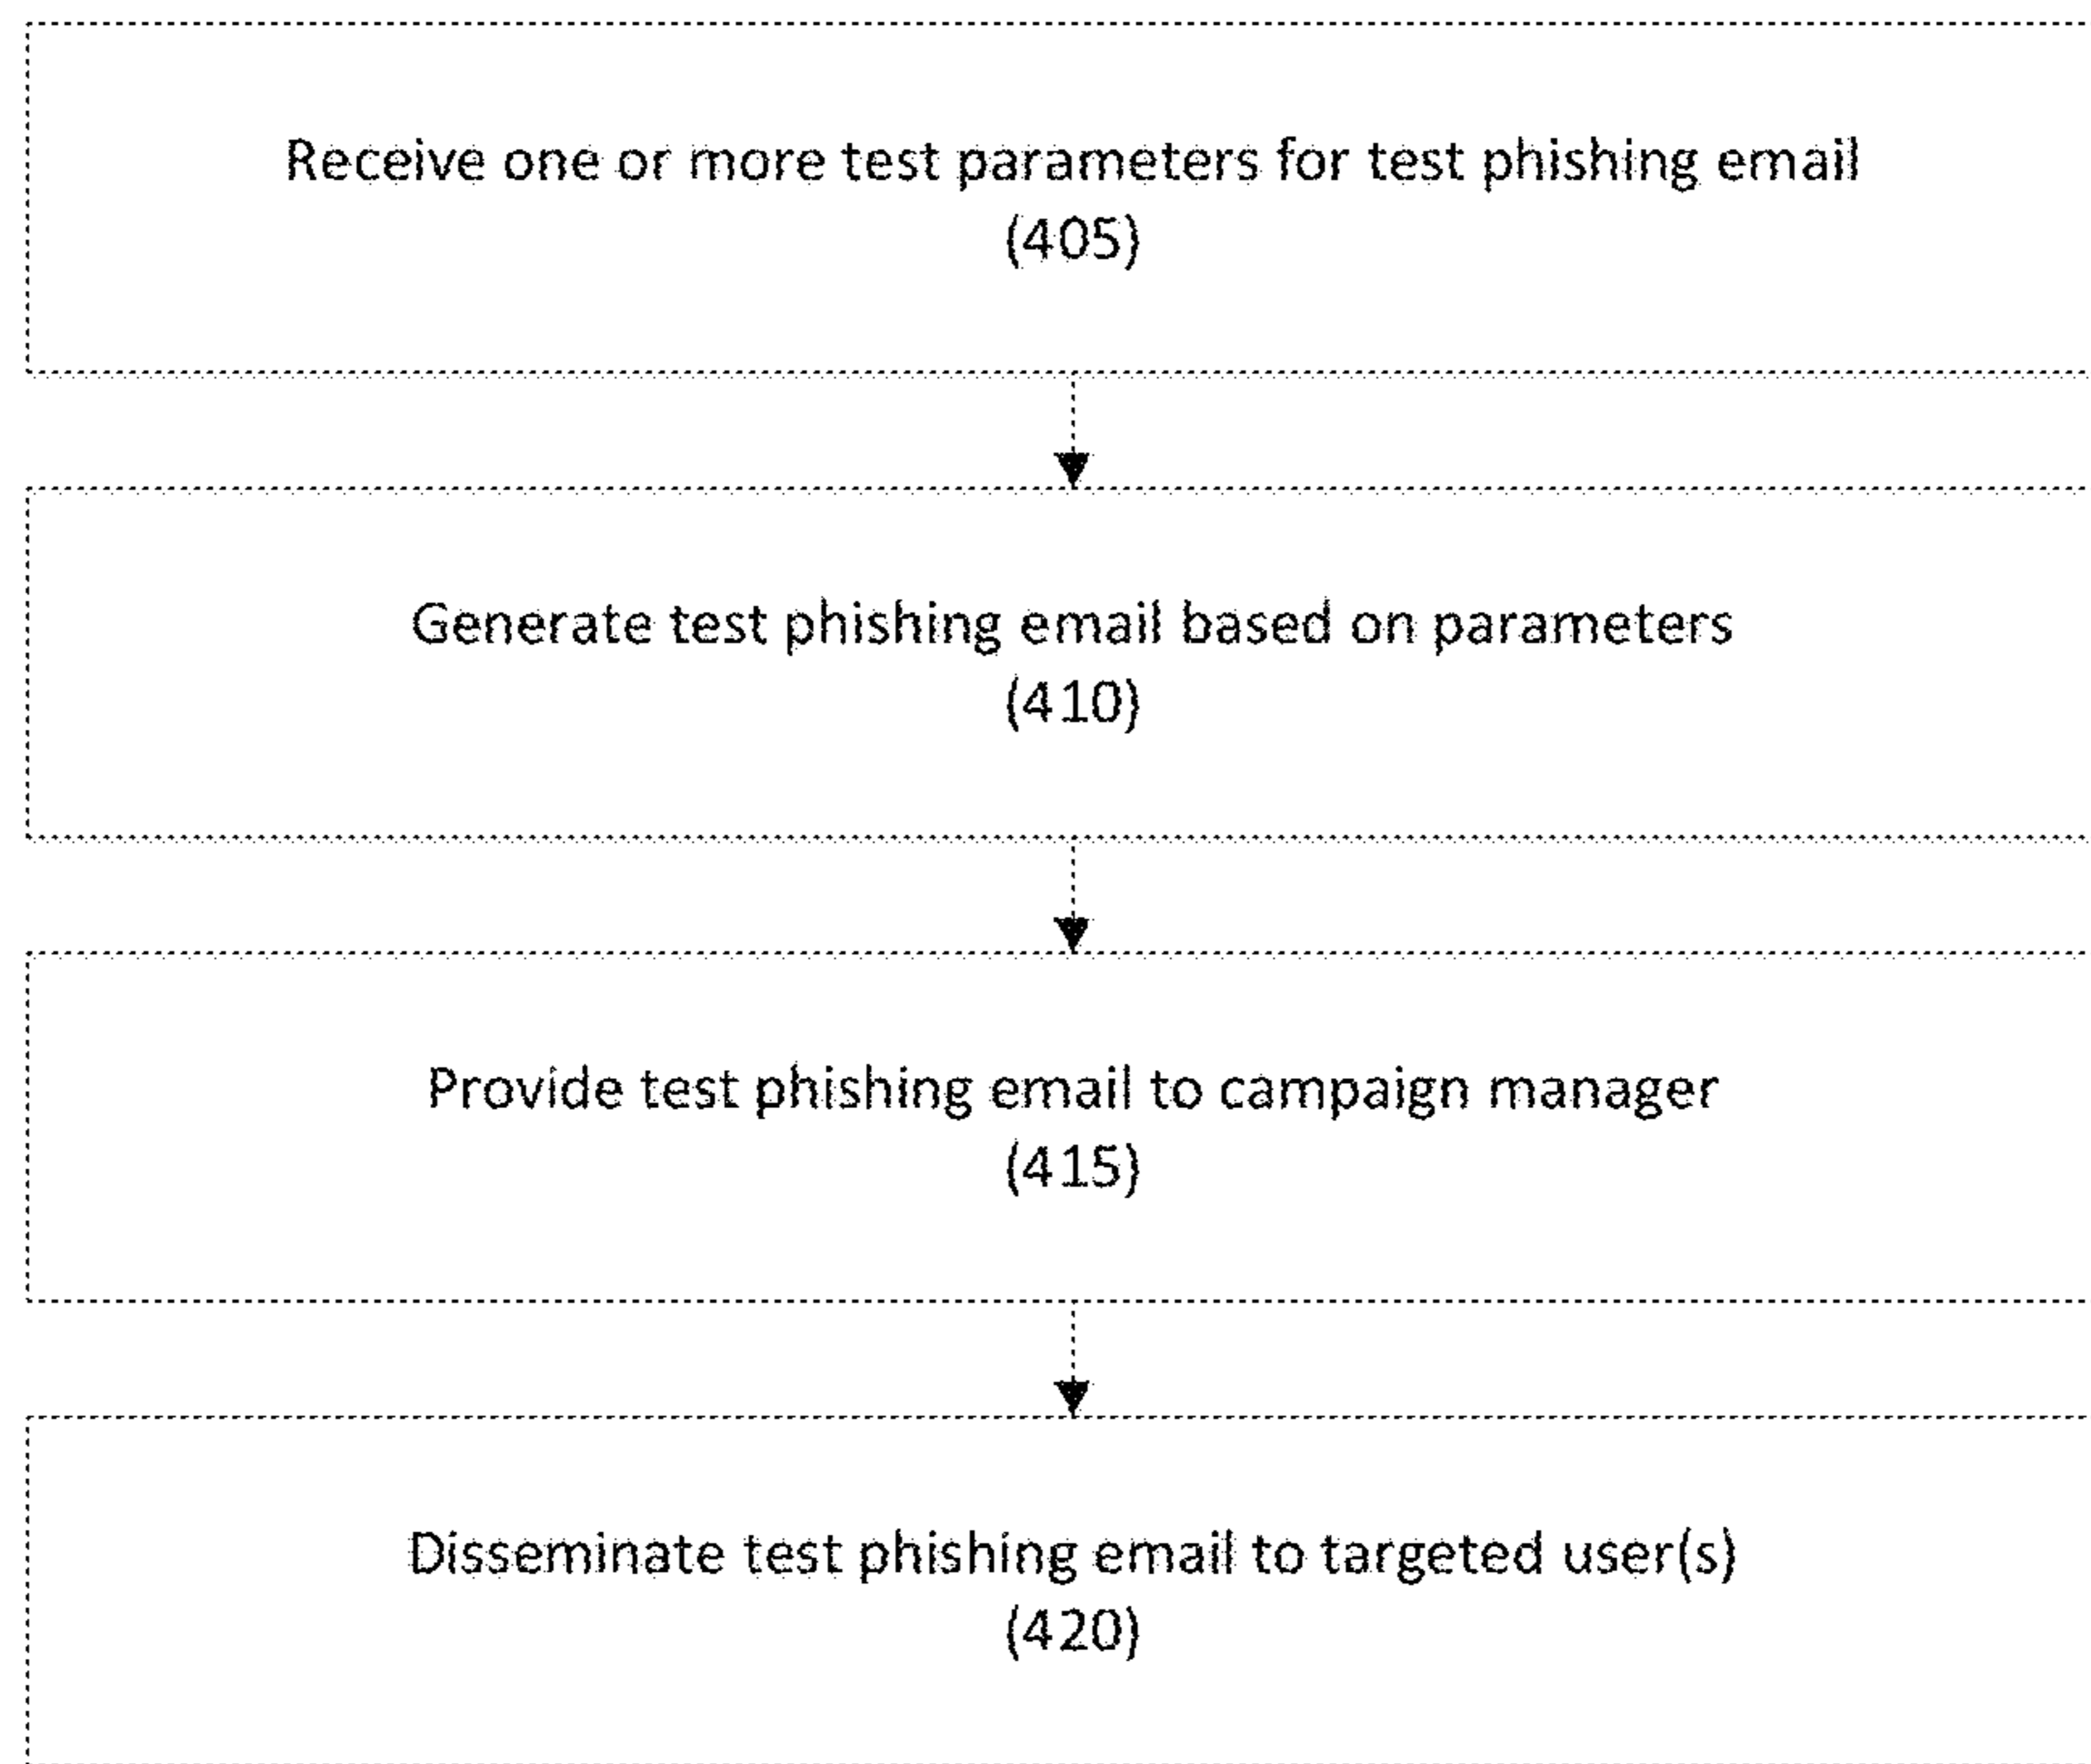 Receive one or more test parameters for test phishing email
(405)
Generate test phishing email based on parameters
(410)
Provide test phishing email to campaign manager
(415)
Disseminate test phishing email to targeted user(s)
(420)